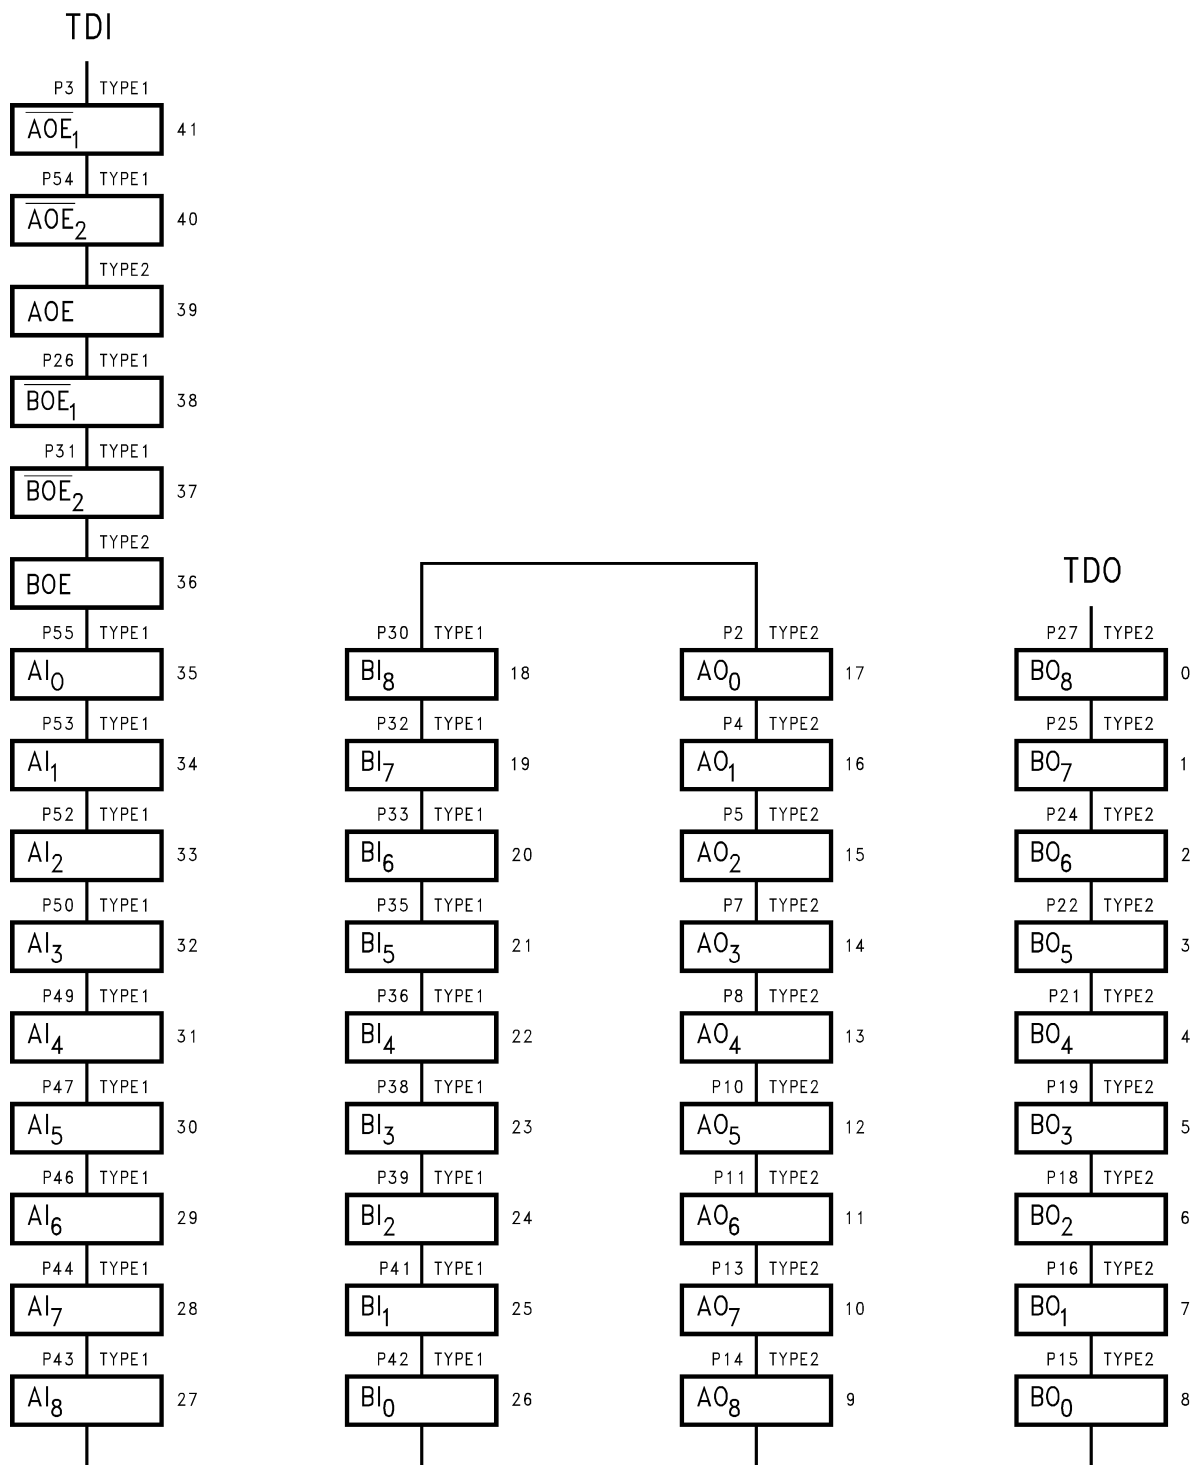 TDI
P3 TYPE1
A̅O̅E̅₁ 41
P54 TYPE1
A̅O̅E̅₂ 40
TYPE2
AOE 39
P26 TYPE1
B̅O̅E̅₁ 38
P31 TYPE1
B̅O̅E̅₂ 37
TYPE2
BOE 36
P55 TYPE1
AI₀ 35
P53 TYPE1
AI₁ 34
P52 TYPE1
AI₂ 33
P50 TYPE1
AI₃ 32
P49 TYPE1
AI₄ 31
P47 TYPE1
AI₅ 30
P46 TYPE1
AI₆ 29
P44 TYPE1
AI₇ 28
P43 TYPE1
AI₈ 27
P30 TYPE1
BI₈ 18
P32 TYPE1
BI₇ 19
P33 TYPE1
BI₆ 20
P35 TYPE1
BI₅ 21
P36 TYPE1
BI₄ 22
P38 TYPE1
BI₃ 23
P39 TYPE1
BI₂ 24
P41 TYPE1
BI₁ 25
P42 TYPE1
BI₀ 26
P2 TYPE2
AO₀ 17
P4 TYPE2
AO₁ 16
P5 TYPE2
AO₂ 15
P7 TYPE2
AO₃ 14
P8 TYPE2
AO₄ 13
P10 TYPE2
AO₅ 12
P11 TYPE2
AO₆ 11
P13 TYPE2
AO₇ 10
P14 TYPE2
AO₈ 9
TDO
P27 TYPE2
BO₈ 0
P25 TYPE2
BO₇ 1
P24 TYPE2
BO₆ 2
P22 TYPE2
BO₅ 3
P21 TYPE2
BO₄ 4
P19 TYPE2
BO₃ 5
P18 TYPE2
BO₂ 6
P16 TYPE2
BO₁ 7
P15 TYPE2
BO₀ 8